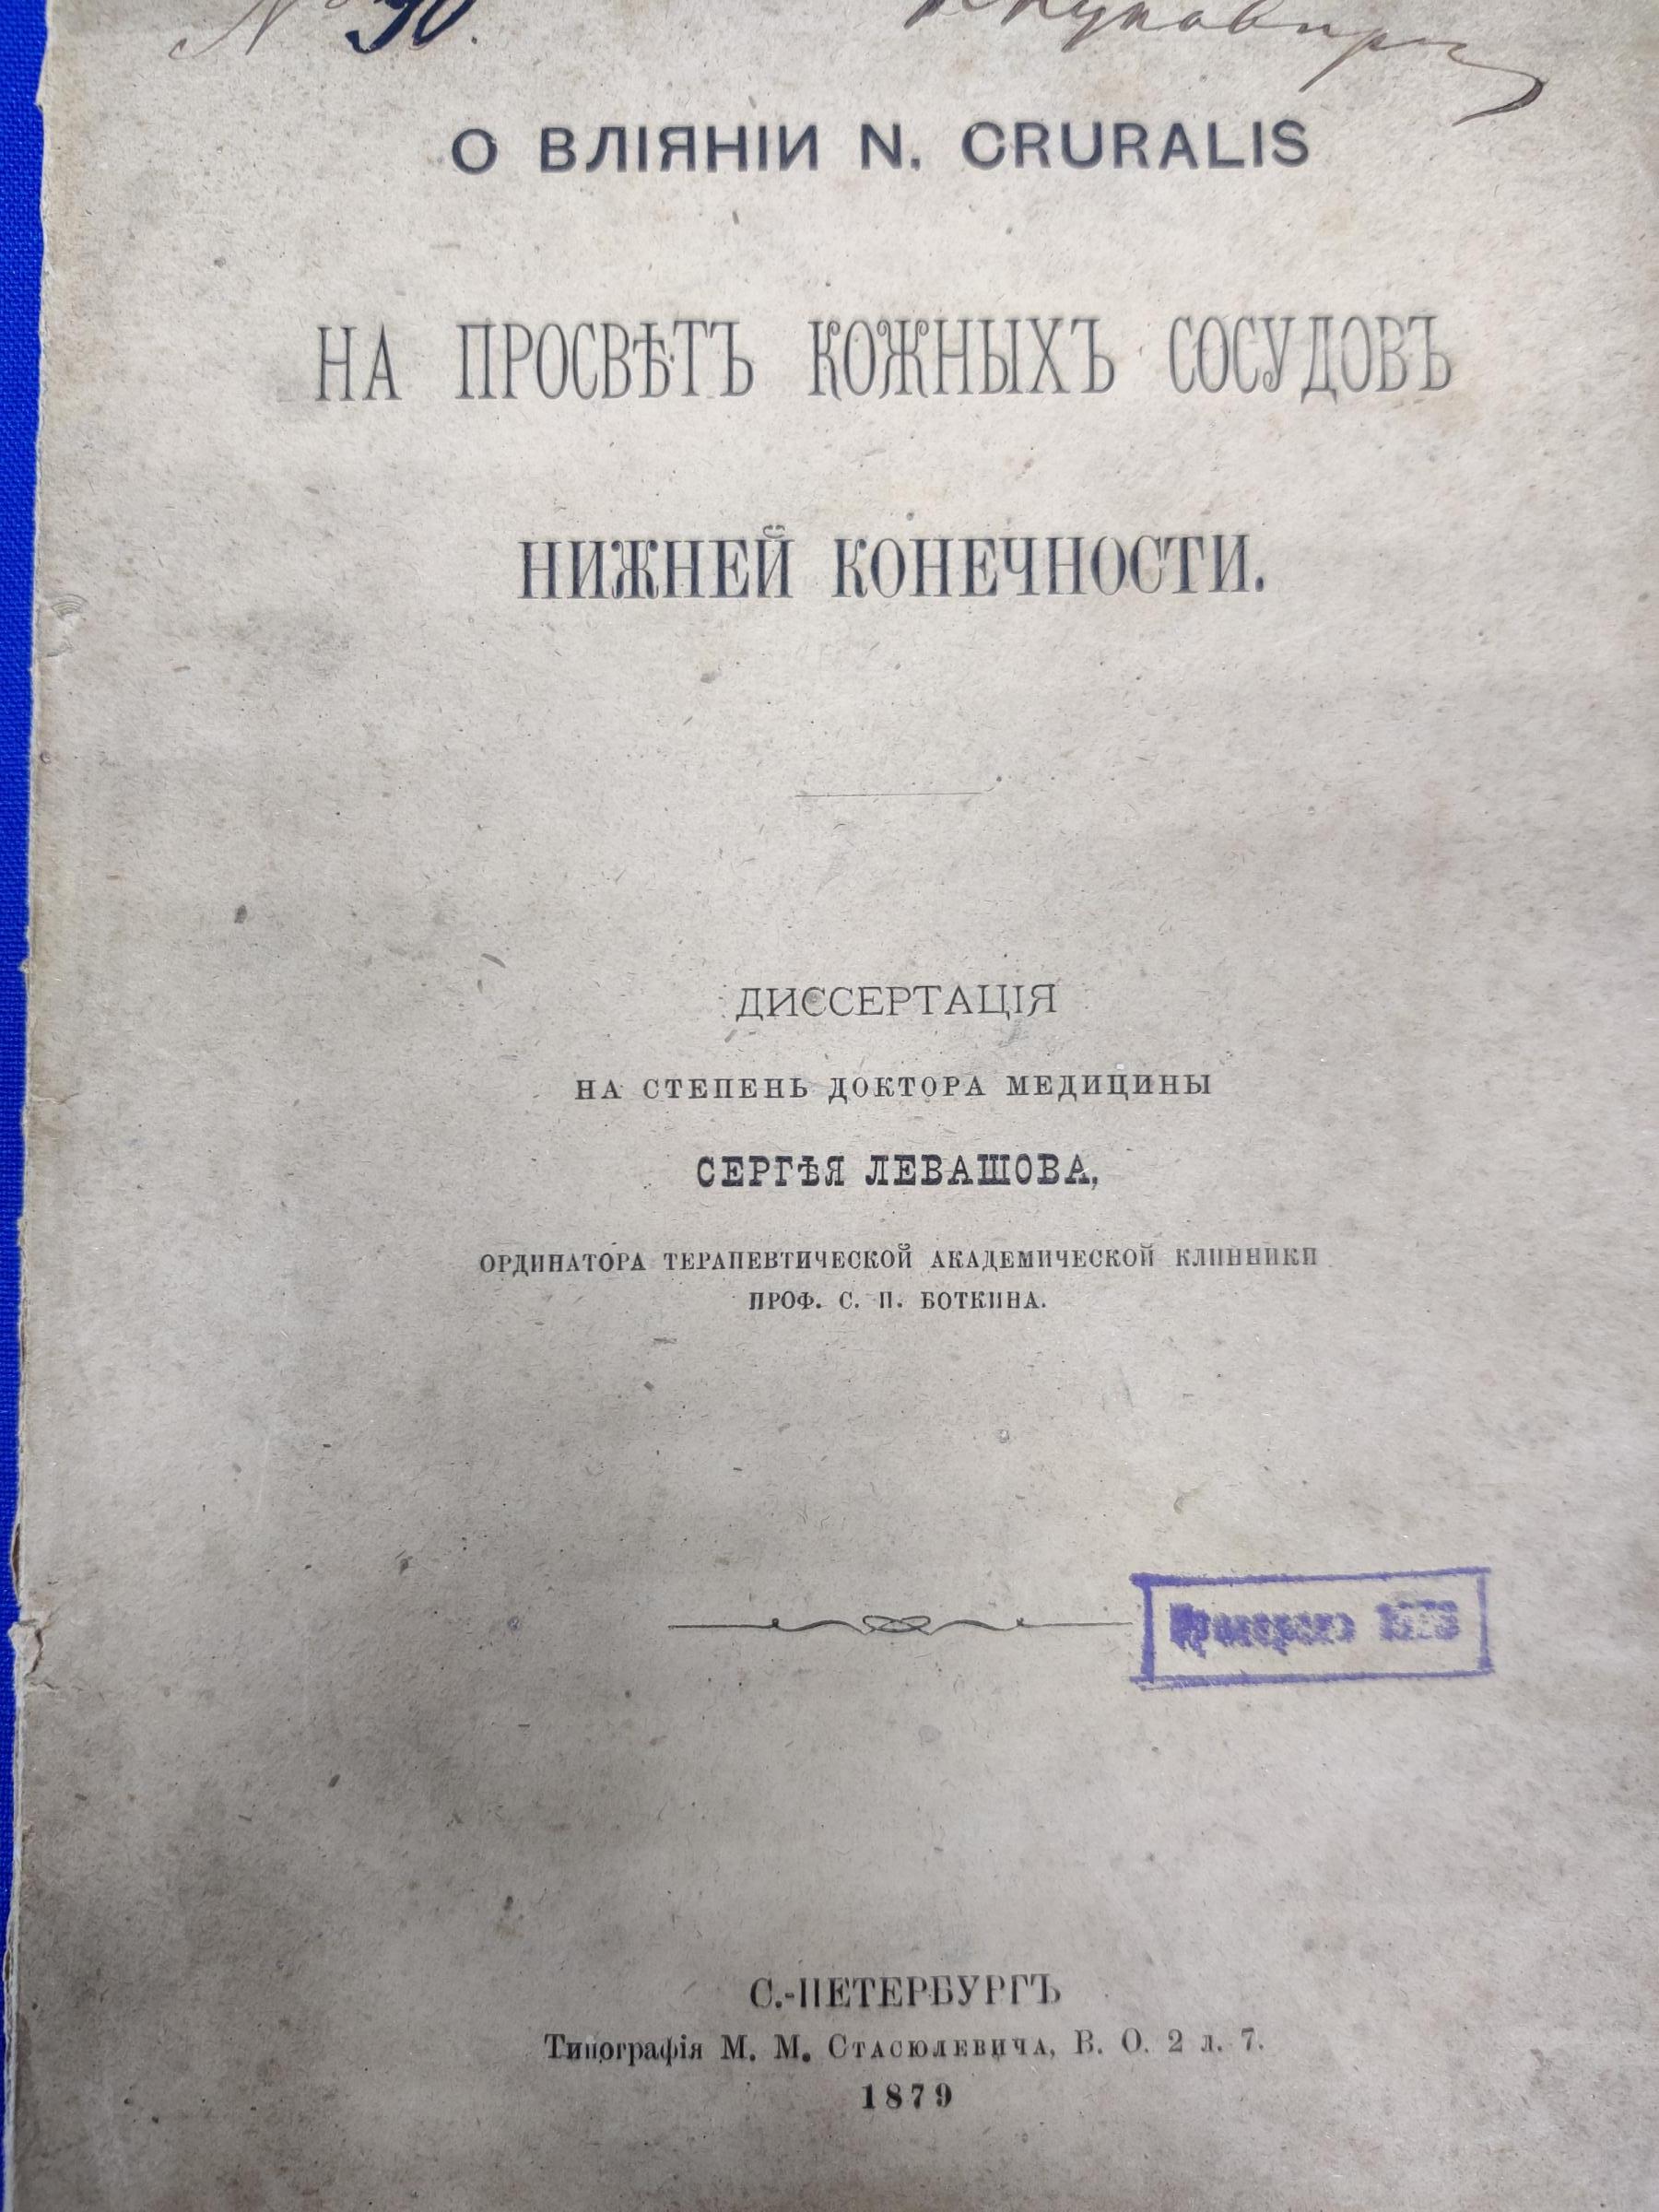 № 90.
О ВЛІЯНІИ N. CRURALIS
НА ПРОСВѢТЪ КОЖНЫХЪ СОСУДОВЪ
НИЖНЕЙ КОНЕЧНОСТИ.
ДИССЕРТАЦІЯ
НА СТЕПЕНЬ ДОКТОРА МЕДИЦИНЫ
СЕРГѢЯ ЛЕВАШОВА,
ОРДИНАТОРА ТЕРАПЕВТИЧЕСКОЙ АКАДЕМИЧЕСКОЙ КЛИННИКИ
ПРОФ. С. П. БОТКИНА.
С.-ПЕТЕРБУРГЪ
Типографія М. М. Стасюлевича, В. О. 2 л. 7.
1879